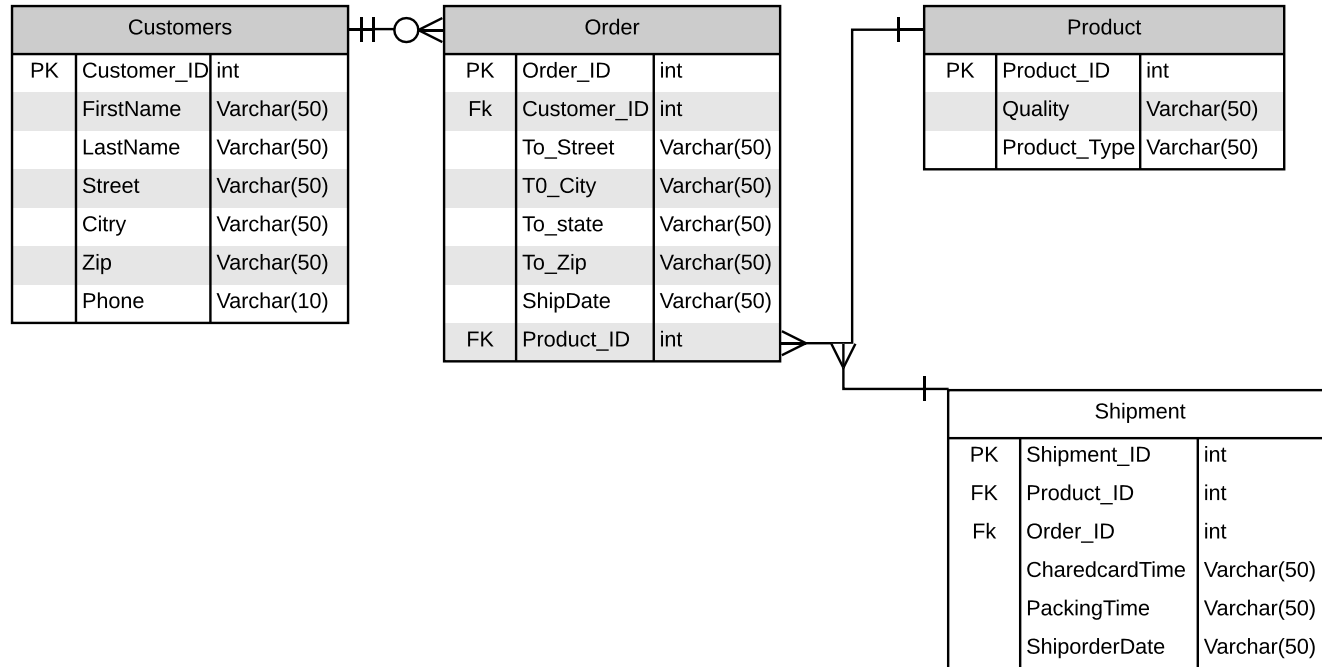 Customers
PK Customer_ID int
FirstName Varchar(50)
LastName Varchar(50)
Street Varchar(50)
Citry Varchar(50)
Zip Varchar(50)
Phone Varchar(10)
Order
PK Order_ID int
Fk Customer_ID int
To_Street Varchar(50)
T0_City Varchar(50)
To_state Varchar(50)
To_Zip Varchar(50)
ShipDate Varchar(50)
FK Product_ID int
Product
PK Product_ID int
Quality Varchar(50)
Product_Type Varchar(50)
Shipment
PK Shipment_ID int
FK Product_ID int
Fk Order_ID int
CharedcardTime Varchar(50)
PackingTime Varchar(50)
ShiporderDate Varchar(50)